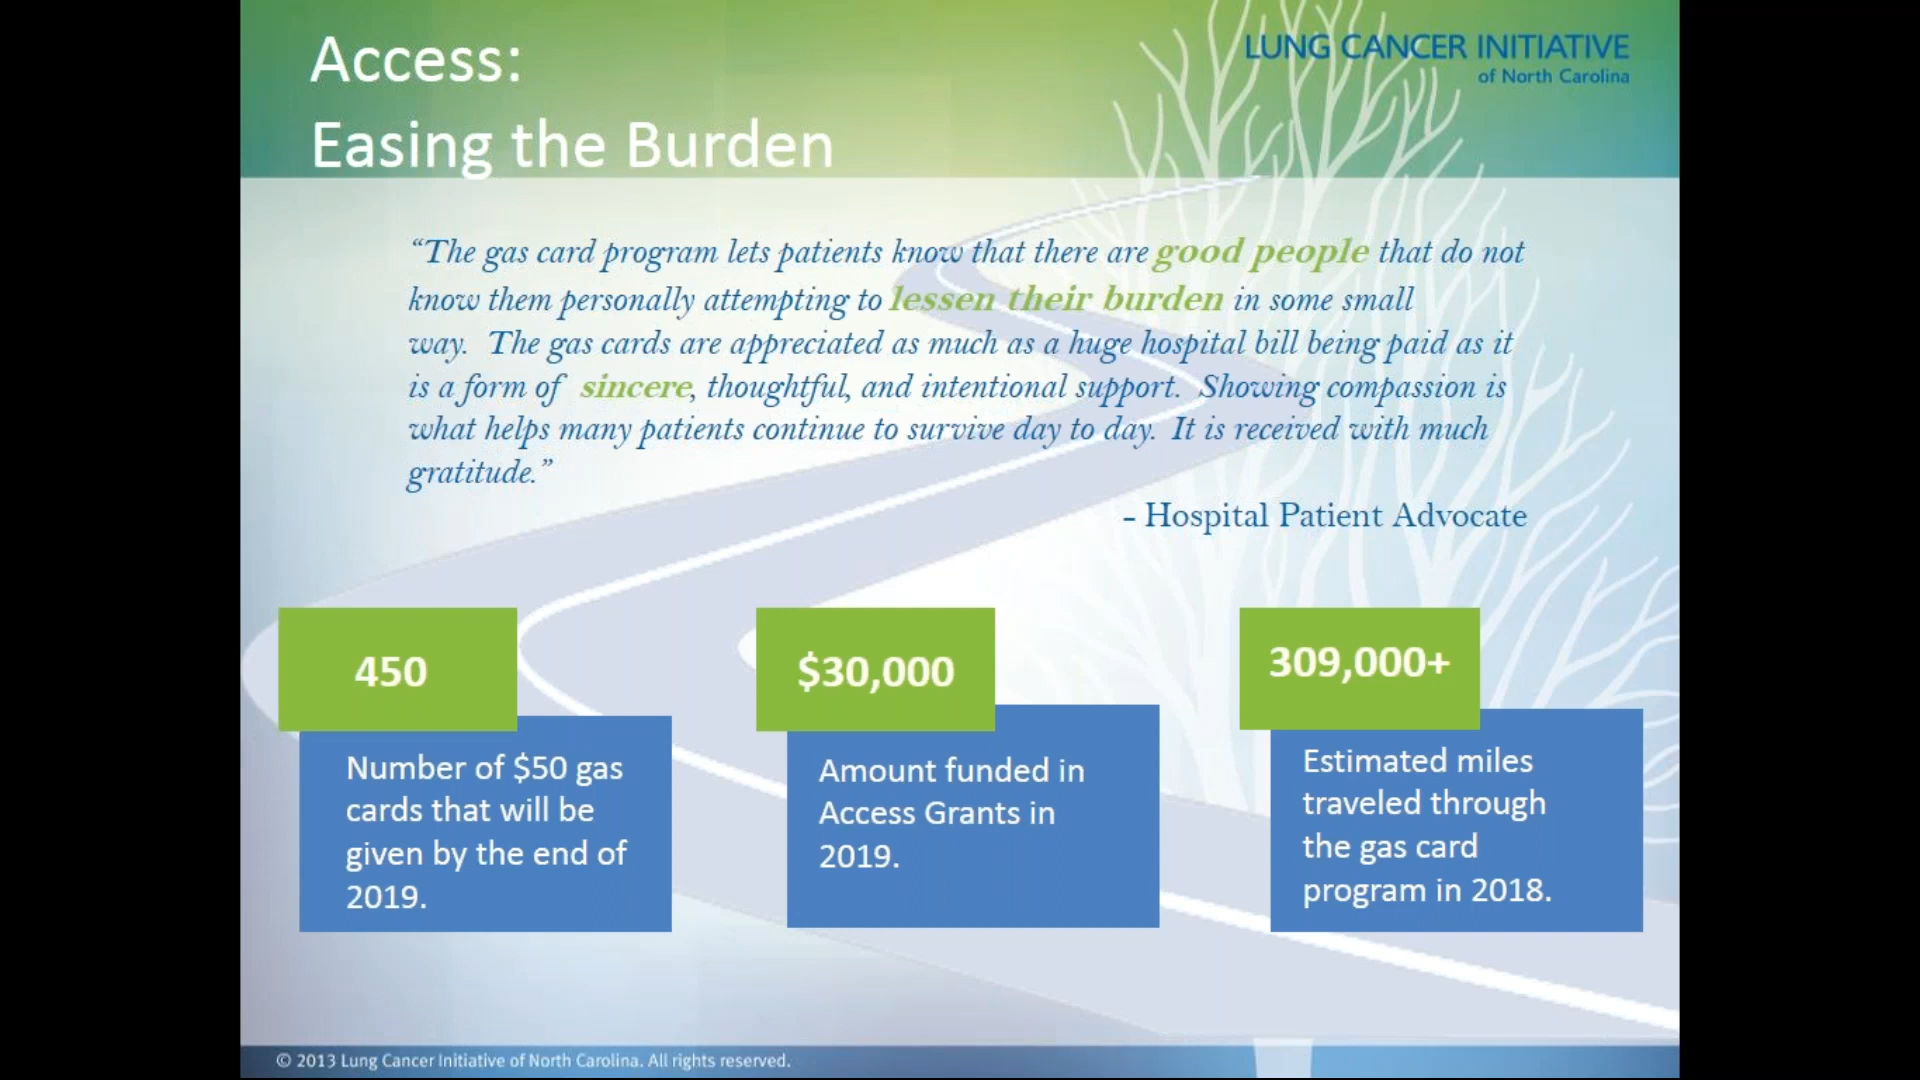 Access:
Easing the Burden
LUNG CANCER INITIATIVE
of North Carolina
“The gas card program lets patients know that there are good people that do not
know them personally attempting to lessen their burden in some small
way.  The gas cards are appreciated as much as a huge hospital bill being paid as it
is a form of  sincere, thoughtful, and intentional support.  Showing compassion is
what helps many patients continue to survive day to day.  It is received with much
gratitude.”
- Hospital Patient Advocate
450
Number of $50 gas
cards that will be
given by the end of
2019.
$30,000
Amount funded in
Access Grants in
2019.
309,000+
Estimated miles
traveled through
the gas card
program in 2018.
© 2013 Lung Cancer Initiative of North Carolina. All rights reserved.